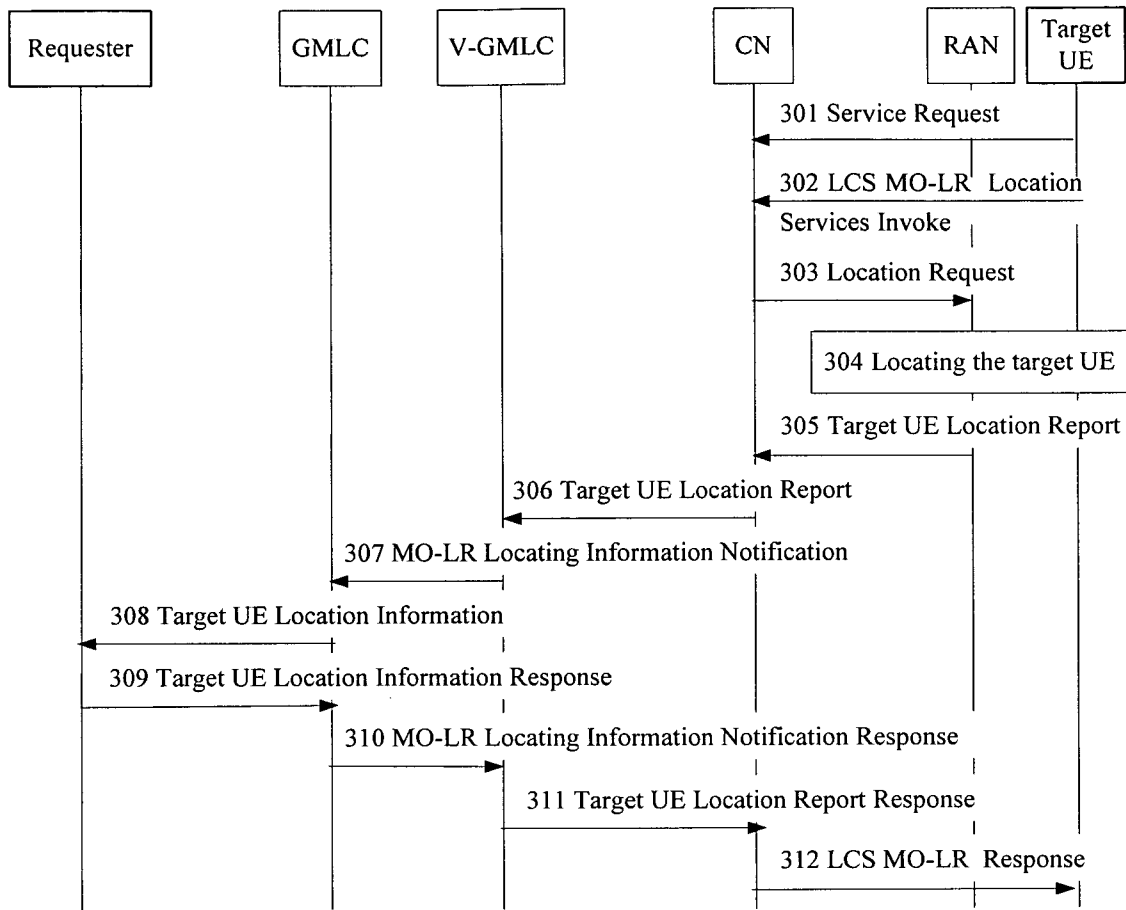 Requester
GMLC
V-GMLC
CN
RAN
Target
UE
301 Service Request
302 LCS MO-LR Location
Services Invoke
303 Location Request
304 Locating the target UE
305 Target UE Location Report
306 Target UE Location Report
307 MO-LR Locating Information Notification
308 Target UE Location Information
309 Target UE Location Information Response
310 MO-LR Locating Information Notification Response
311 Target UE Location Report Response
312 LCS MO-LR Response